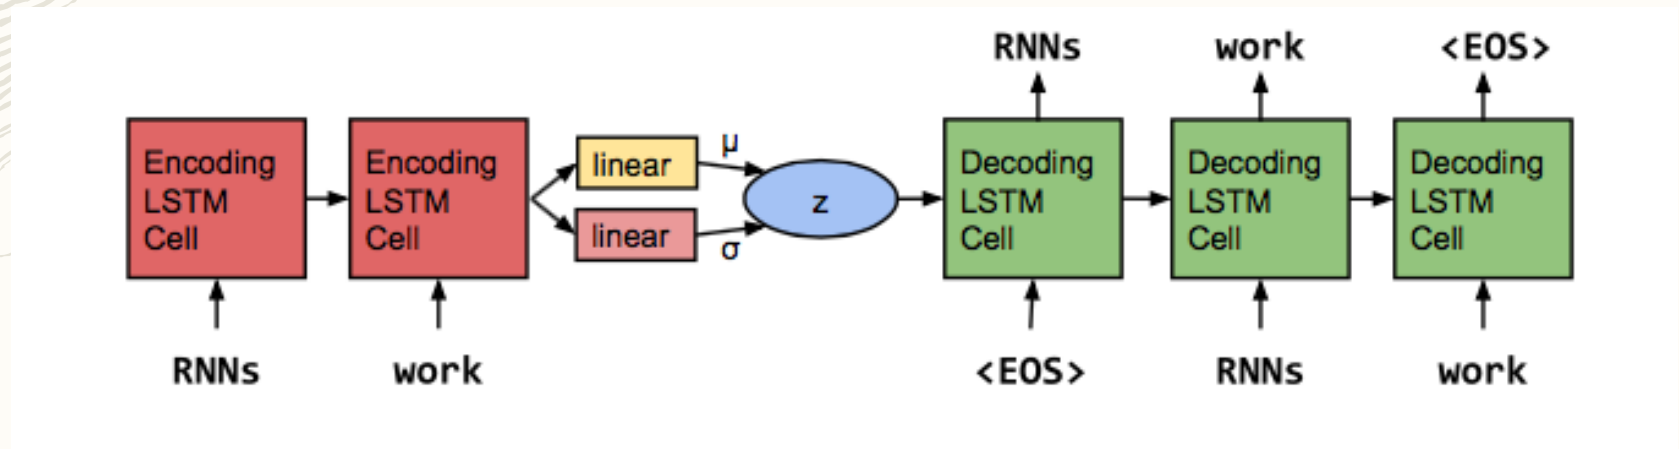 RNNs work <EOS>
Encoding
LSTM
Cell
Encoding
LSTM
Cell
linear
μ
linear
σ
z
Decoding
LSTM
Cell
Decoding
LSTM
Cell
Decoding
LSTM
Cell
RNNs work <EOS> RNNs work